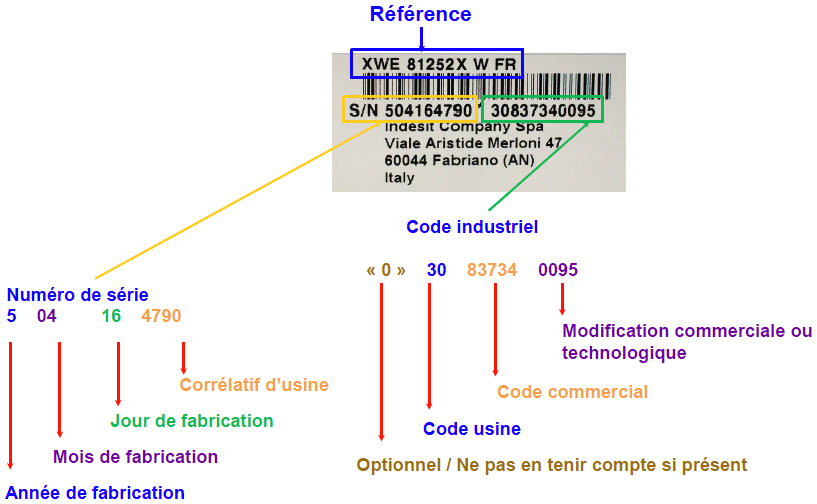 Référence
XWE 81252X W FR
S/N 504164790 * 30837340095
Indesit Company Spa
Viale Aristide Merloni 47
60044 Fabriano (AN)
Italy
Code industriel
« 0 » 30 83734 0095
Modification commerciale ou
technologique
Code commercial
Code usine
Optionnel / Ne pas en tenir compte si présent
Numéro de série
5 04 16 4790
Corrélatif d’usine
Jour de fabrication
Mois de fabrication
Année de fabrication